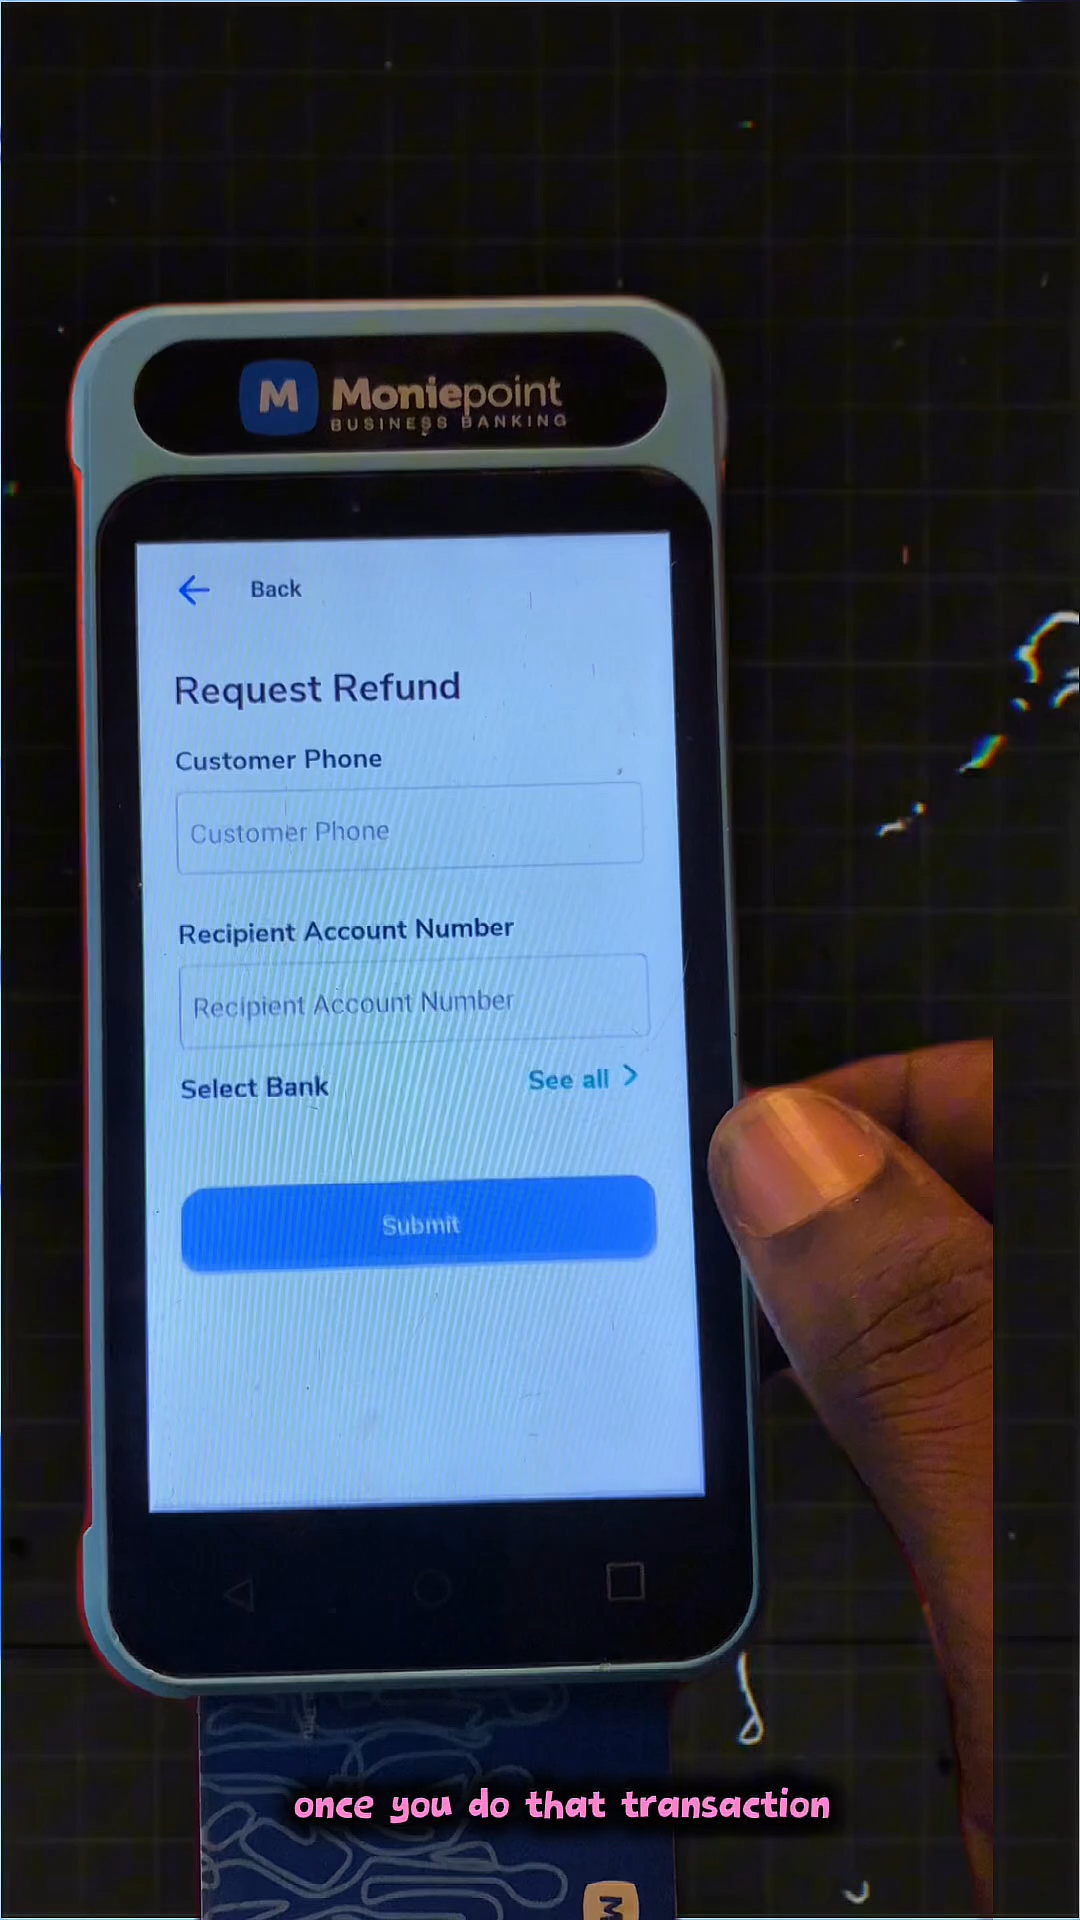 M Moniepoint
BUSINESS BANKING
Back
Request Refund
Customer Phone
Customer Phone
Recipient Account Number
Recipient Account Number
Select Bank
See all
Submit
once you do that transaction
M